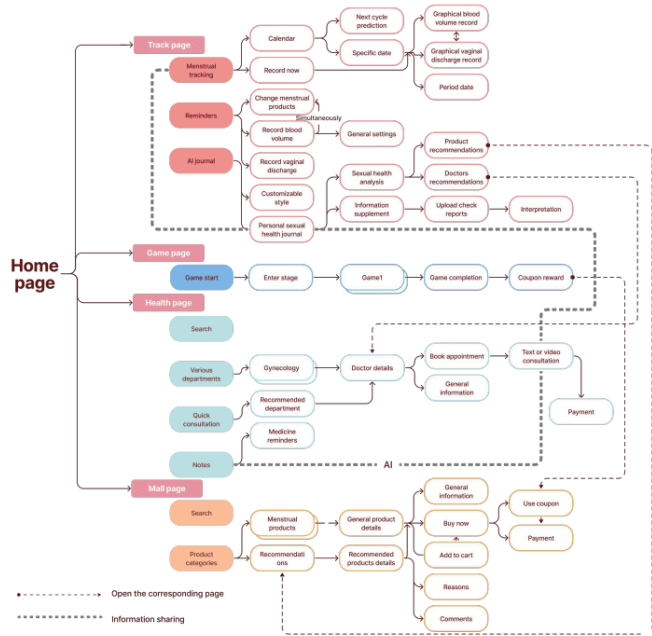 Home
page
Track page
Menstrual
tracking
Calendar
Next cycle
prediction
Specific date
Graphical blood
volume record
Graphical vaginal
discharge record
Period date
Record now
Reminders
Change menstrual
products
Simultaneously
Record blood
volume
General settings
AI journal
Record vaginal
discharge
Customizable
style
Personal sexual
health journal
Sexual health
analysis
Product
recommendations
Doctors
recommendations
Information
supplement
Upload check
reports
Interpretation
Game page
Game start
Enter stage
Game1
Game completion
Coupon reward
Health page
Search
Various
departments
Gynecology
Doctor details
Book appointment
Text or video
consultation
General
information
Payment
Quick
consultation
Recommended
department
Medicine
reminders
Notes
AI
Mall page
Search
Product
categories
Menstrual
products
General product
details
General
information
Buy now
Use coupon
Payment
Add to cart
Recommendati
ons
Recommended
products details
Reasons
Comments
Open the corresponding page
Information sharing